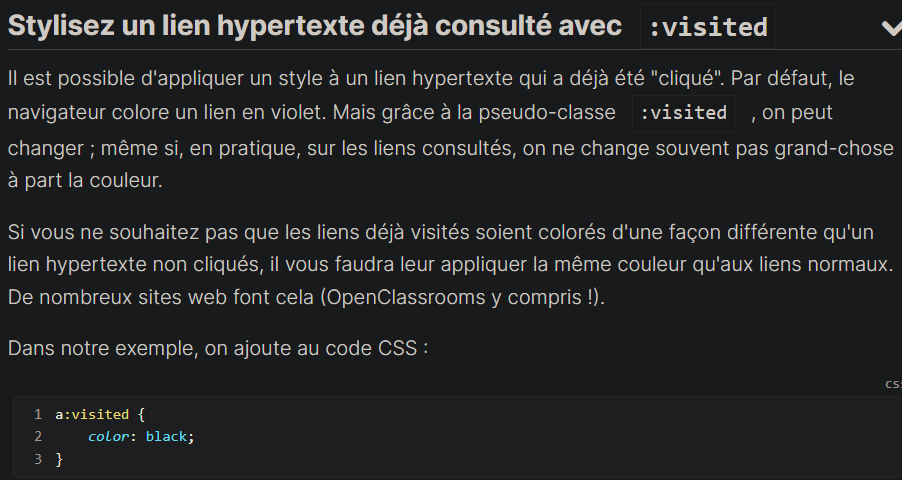 Stylisez un lien hypertexte déjà consulté avec :visited
Il est possible d'appliquer un style à un lien hypertexte qui a déjà été "cliqué". Par défaut, le
navigateur colore un lien en violet. Mais grâce à la pseudo-classe :visited , on peut
changer ; même si, en pratique, sur les liens consultés, on ne change souvent pas grand-chose
à part la couleur.
Si vous ne souhaitez pas que les liens déjà visités soient colorés d'une façon différente qu'un
lien hypertexte non cliqués, il vous faudra leur appliquer la même couleur qu'aux liens normaux.
De nombreux sites web font cela (OpenClassrooms y compris !).
Dans notre exemple, on ajoute au code CSS :
css
1 a:visited {
2     color: black;
3 }